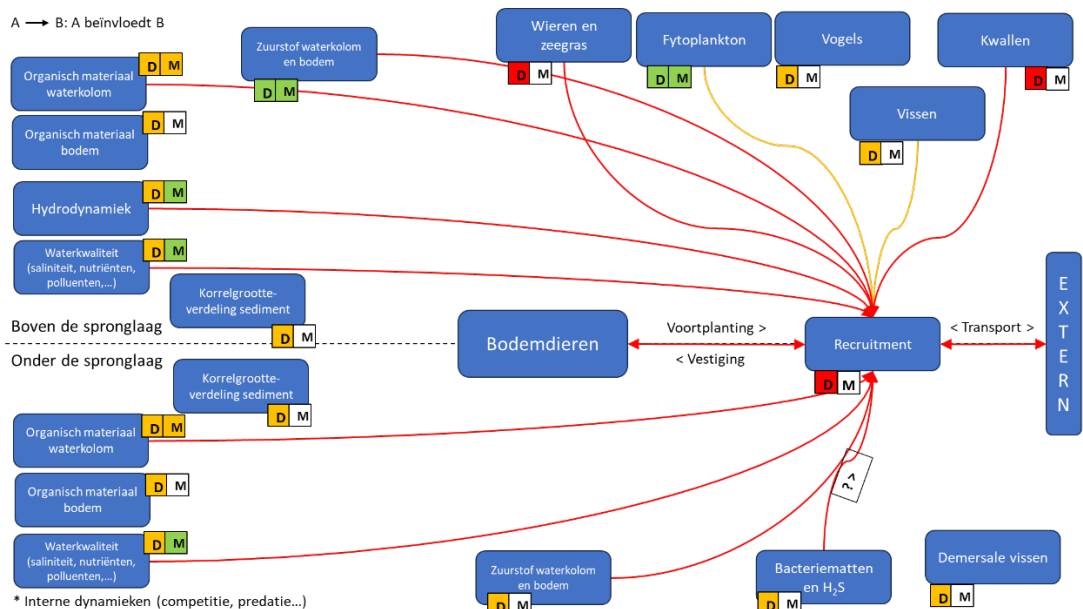 A → B: A beïnvloedt B
Organisch materiaal
waterkolom
D M
Zuurstof waterkolom
en bodem
D M
Wieren en
zeegras
D M
Fytoplankton
D M
Vogels
D M
Kwallen
D M
Vissen
D M
Organisch materiaal
bodem
D M
Hydrodynamiek
D M
Waterkwaliteit
(saliniteit, nutriënten,
polluenten,...)
D M
Korrelgrootte-
verdeling sediment
D M
Boven de spronglaag
Onder de spronglaag
Bodemdieren
Voortplanting >
< Vestiging
Recruitment
D M
< Transport >
EXTERN
Korrelgrootte-
verdeling sediment
D M
Organisch materiaal
waterkolom
D M
Organisch materiaal
bodem
D M
Waterkwaliteit
(saliniteit, nutriënten,
polluenten,...)
D M
? <
Zuurstof waterkolom
en bodem
D M
Bacteriematten
en H₂S
D M
Demersale vissen
D M
* Interne dynamieken (competitie, predatie...)